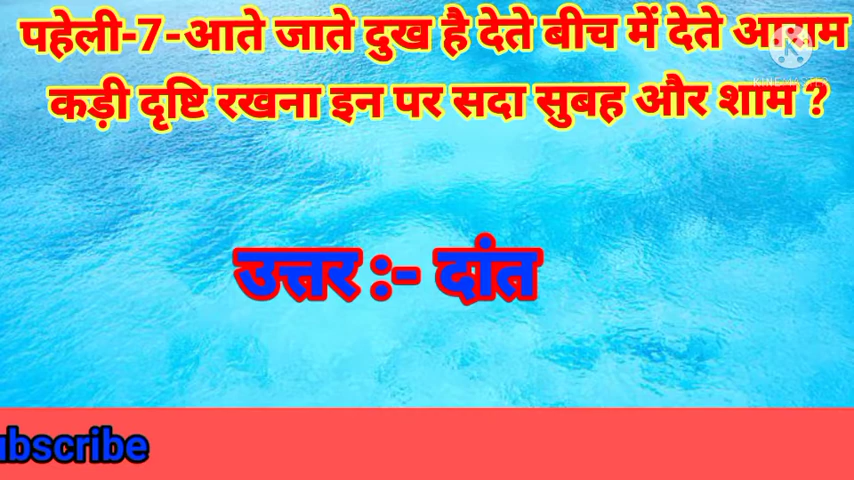 पहेली-7-आते जाते दुख है देते बीच में देते आराम
कड़ी दृष्टि रखना इन पर सदा सुबह और शाम ?
उत्तर :- दांत
ubscribe